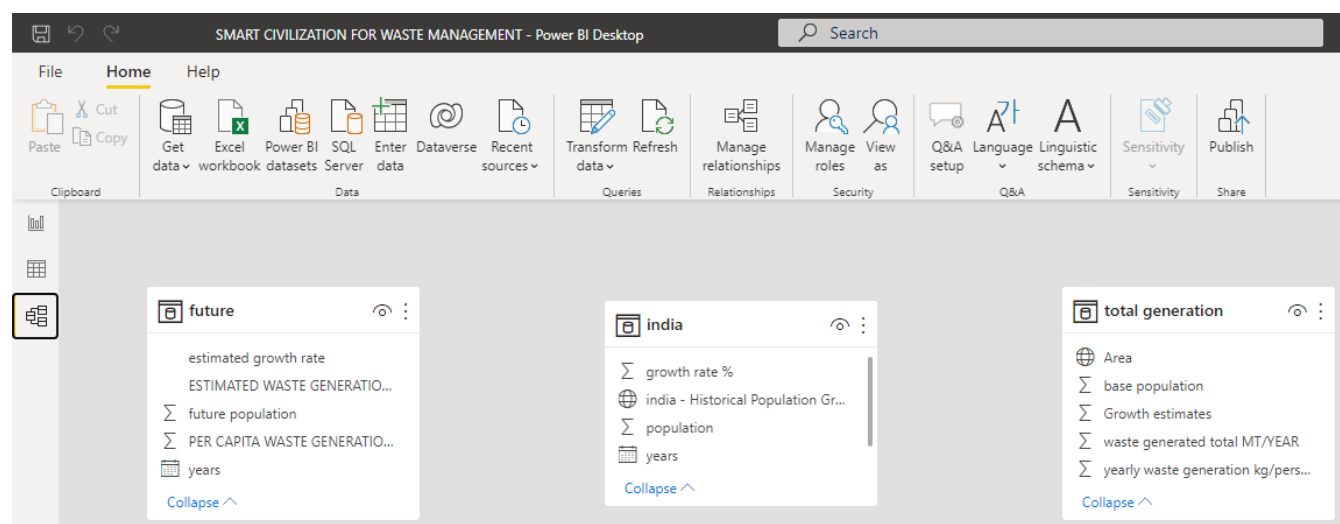 SMART CIVILIZATION FOR WASTE MANAGEMENT - Power BI Desktop
Search
File Home Help
Paste
Cut
Copy
Get data
Excel workbook
Power BI datasets
SQL Server
Enter data
Dataverse
Recent sources
Transform data
Refresh
Manage relationships
Manage roles
View as
Q&A setup
Language
Linguistic schema
Sensitivity
Publish
Clipboard
Data
Queries
Relationships
Security
Q&A
Sensitivity
Share
future
estimated growth rate
ESTIMATED WASTE GENERATIO...
future population
PER CAPITA WASTE GENERATIO...
years
Collapse
india
growth rate %
india - Historical Population Gr...
population
years
Collapse
total generation
Area
base population
Growth estimates
waste generated total MT/YEAR
yearly waste generation kg/pers...
Collapse